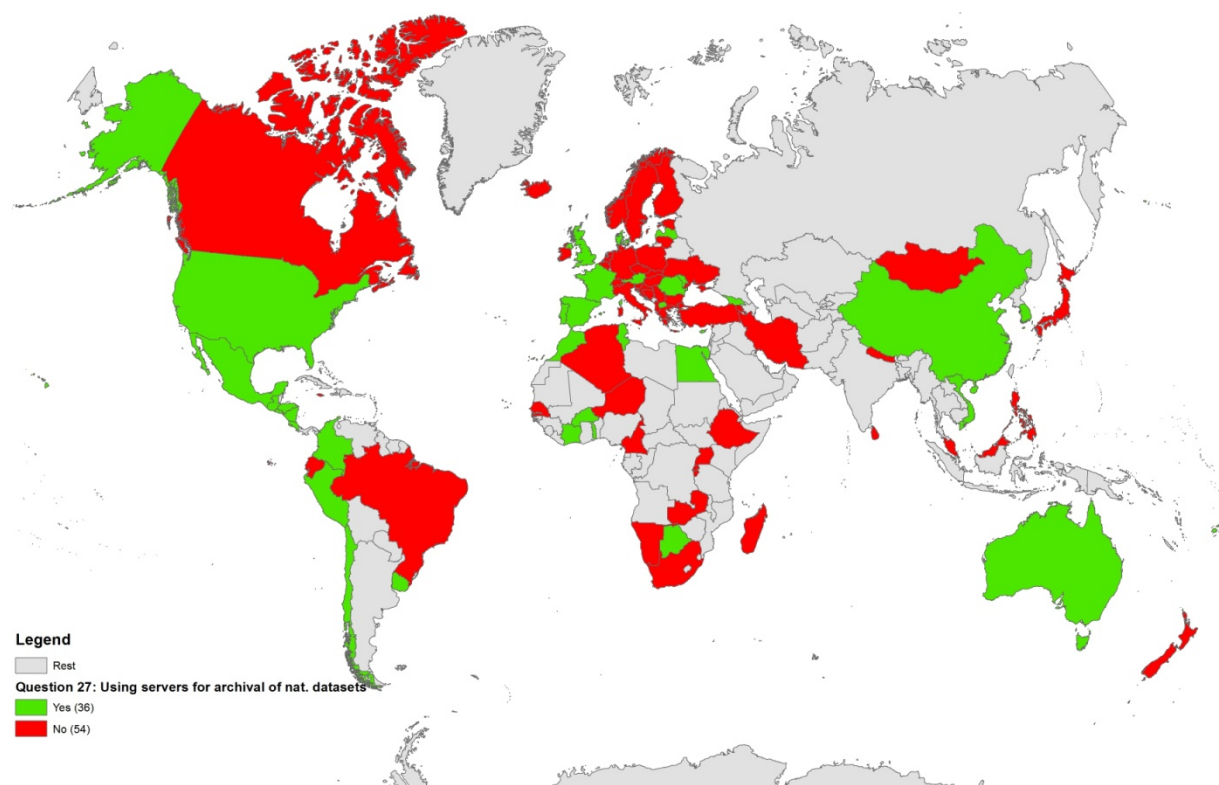 Legend
Rest
Question 27: Using servers for archival of nat. datasets
Yes (36)
No (54)